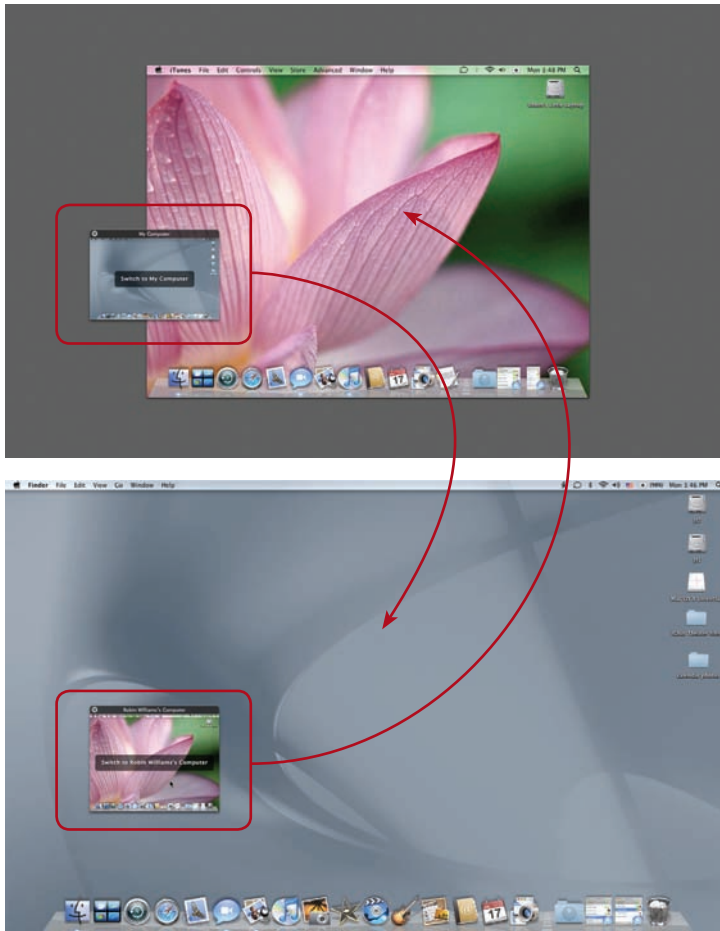 iTunes File Edit Controls View Store Advanced Window Help
Mon 3:48 PM
My Computer
Switch to My Computer
17
Finder File Edit View Go Window Help
Mon 3:46 PM
Robin Williams's Computer
Switch to Robin Williams's Computer
17